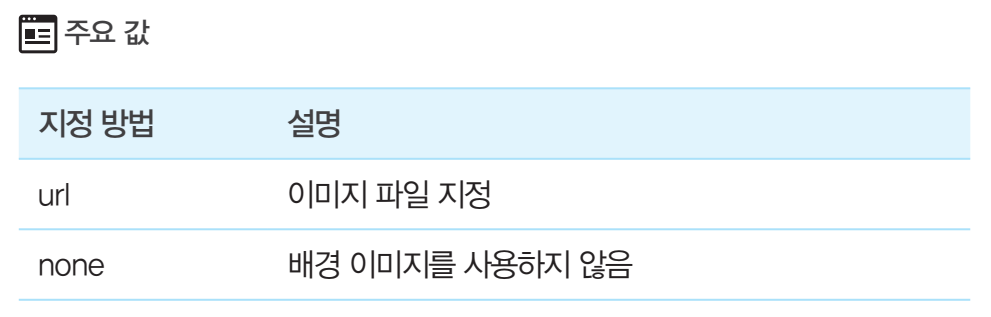 주요 값
지정 방법 설명
url 이미지 파일 지정
none 배경 이미지를 사용하지 않음